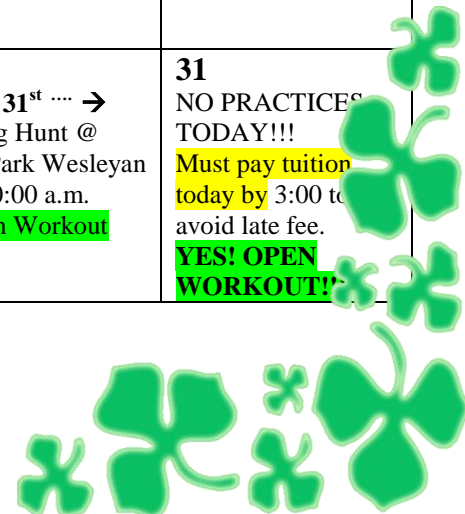 31st .... →
g Hunt @
ark Wesleyan
:00 a.m.
n Workout
31
NO PRACTICES
TODAY!!!
Must pay tuition
today by 3:00 to
avoid late fee.
YES! OPEN
WORKOUT!!